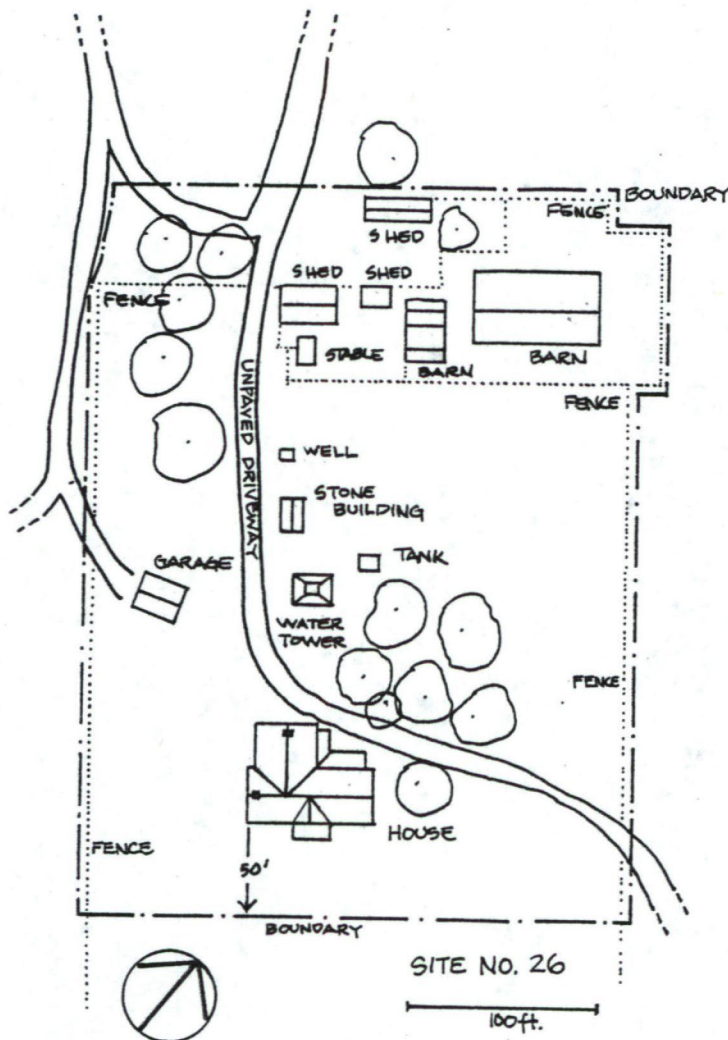 BOUNDARY
FENCE
SHED
SHED
SHED
FENCE
STABLE
BARN
BARN
FENCE
UNPAVED DRIVEWAY
WELL
STONE
BUILDING
GARAGE
TANK
WATER
TOWER
FENCE
HOUSE
FENCE
50'
BOUNDARY
SITE NO. 26
100ft.